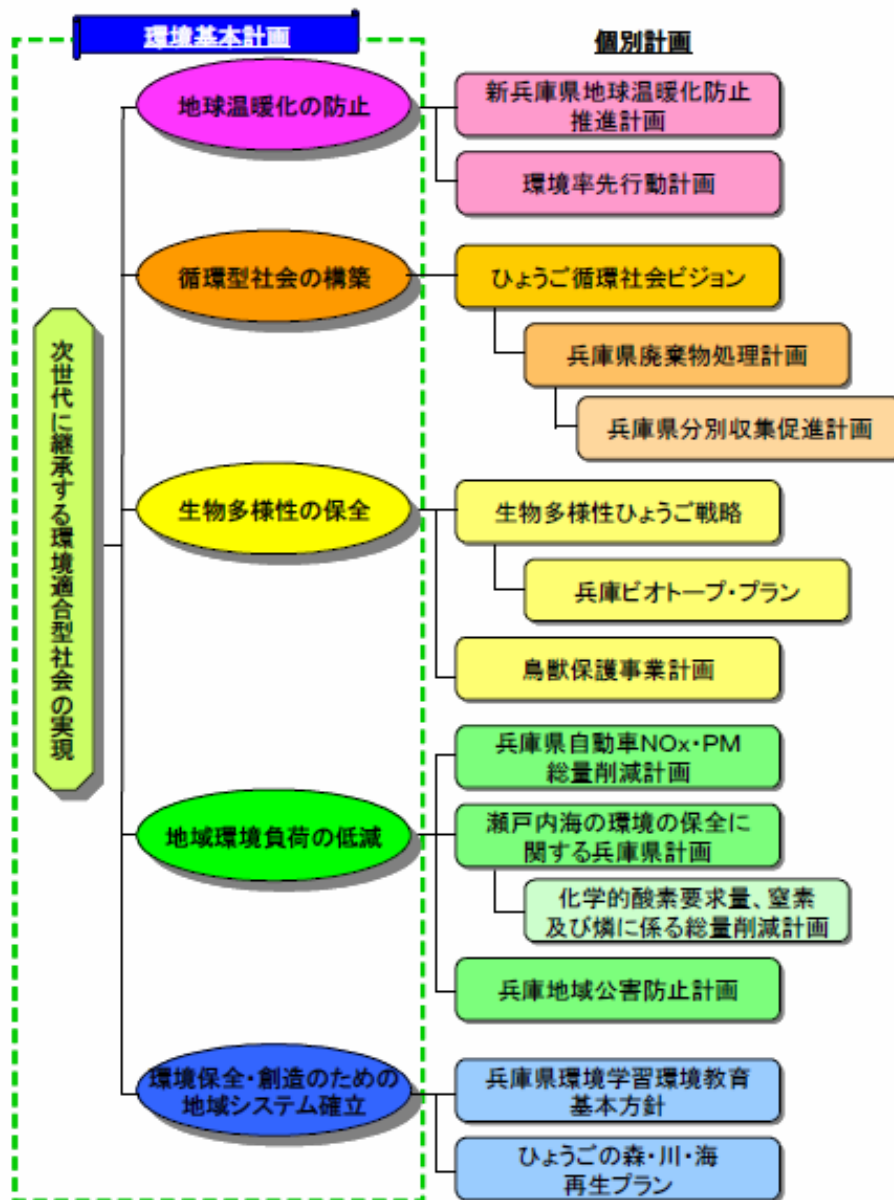 環境基本計画
個別計画
次世代に継承する環境適合型社会の実現
地球温暖化の防止
新兵庫県地球温暖化防止
推進計画
環境率先行動計画
循環型社会の構築
ひょうご循環社会ビジョン
兵庫県廃棄物処理計画
兵庫県分別収集促進計画
生物多様性の保全
生物多様性ひょうご戦略
兵庫ビオトープ・プラン
鳥獣保護事業計画
地域環境負荷の低減
兵庫県自動車NOx・PM
総量削減計画
瀬戸内海の環境の保全に
関する兵庫県計画
化学的酸素要求量、窒素
及び燐に係る総量削減計画
兵庫地域公害防止計画
環境保全・創造のための
地域システム確立
兵庫県環境学習環境教育
基本方針
ひょうごの森・川・海
再生プラン